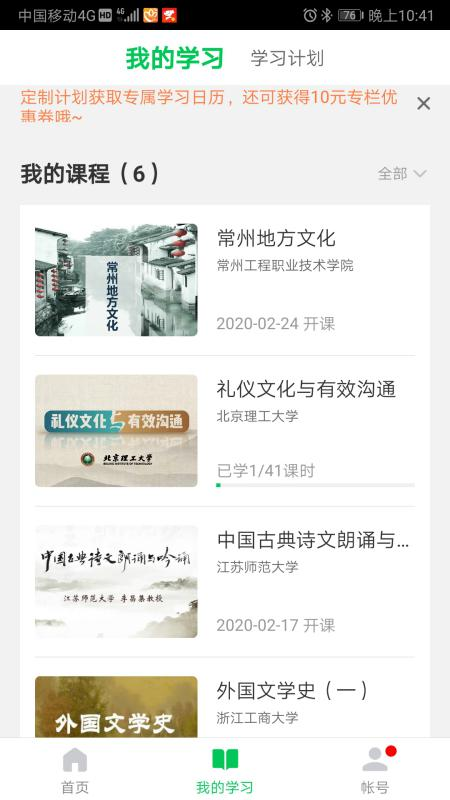 中国移动4G HD 4G 76 晚上10:41
我的学习 学习计划
定制计划获取专属学习日历，还可获得10元专栏优
惠券哦~
我的课程（6） 全部
常州地方文化
常州地方文化
常州工程职业技术学院
2020-02-24 开课
礼仪文化与有效沟通
北京理工大学
BEIJING INSTITUTE OF TECHNOLOGY
礼仪文化与有效沟通
北京理工大学
已学1/41课时
中国古典诗文朗诵与吟诵
江苏师范大学 李昌集教授
中国古典诗文朗诵与...
江苏师范大学
2020-02-17 开课
外国文学史
外国文学史（一）
浙江工商大学
首页 我的学习 帐号